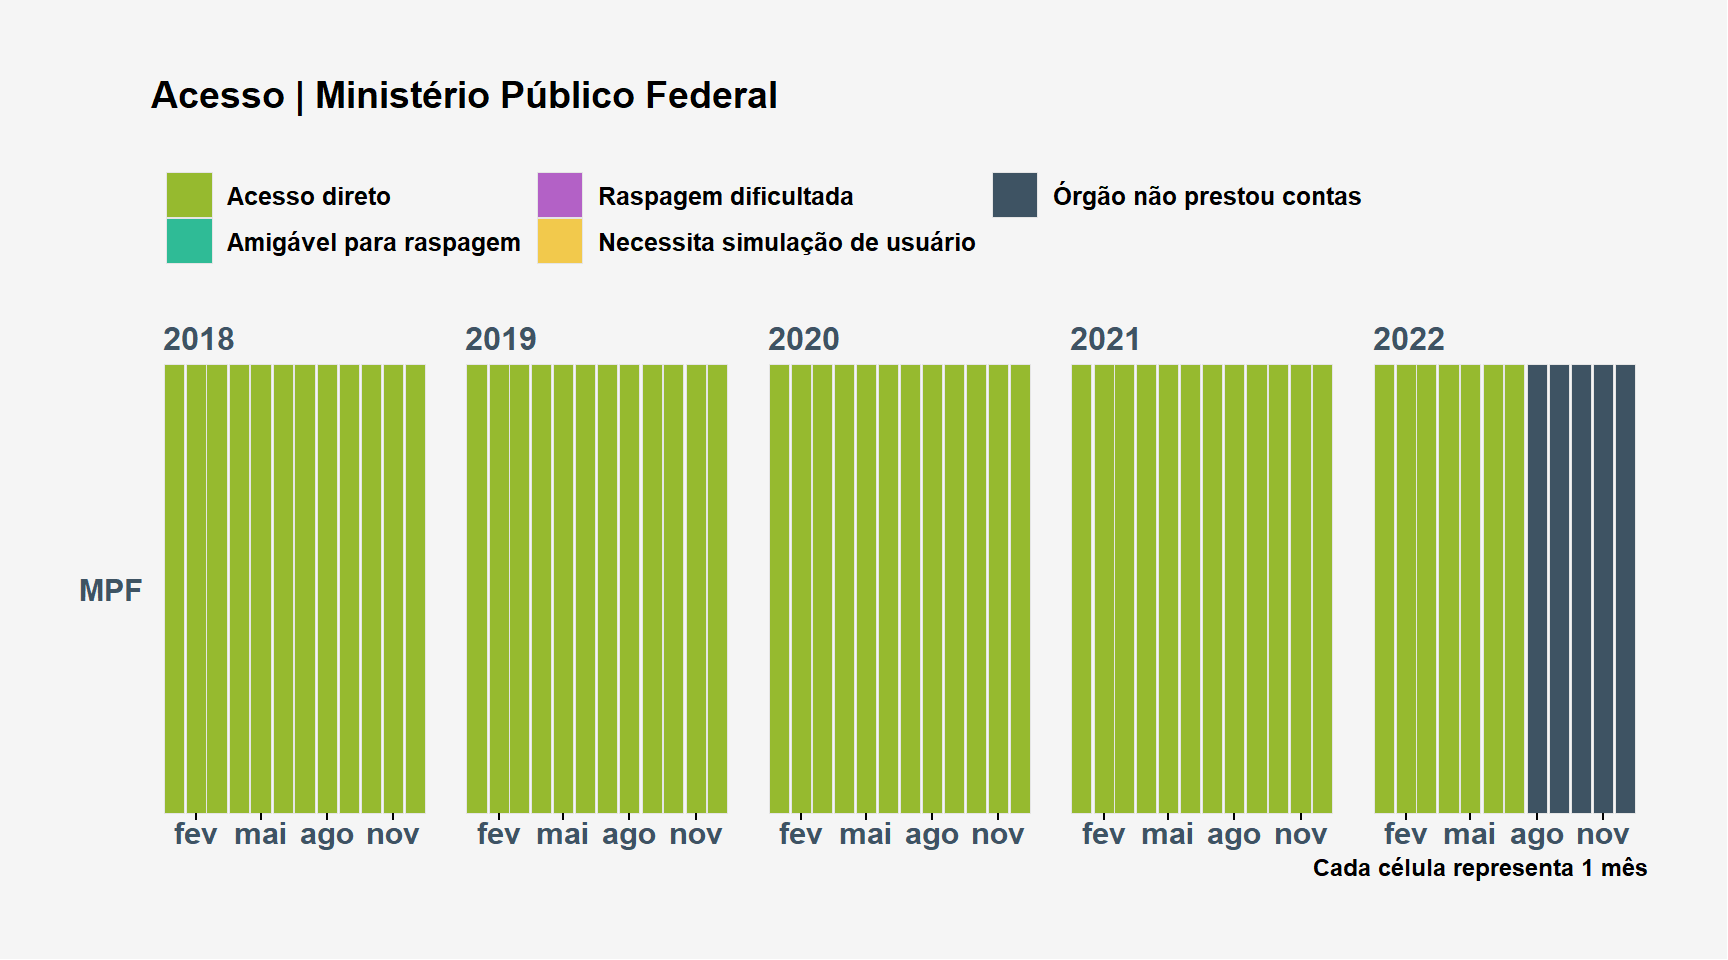 Acesso | Ministério Público Federal
Acesso direto
Raspagem dificultada
Órgão não prestou contas
Amigável para raspagem
Necessita simulação de usuário
2018 2019 2020 2021 2022
MPF
fev mai ago nov fev mai ago nov fev mai ago nov fev mai ago nov fev mai ago nov
Cada célula representa 1 mês